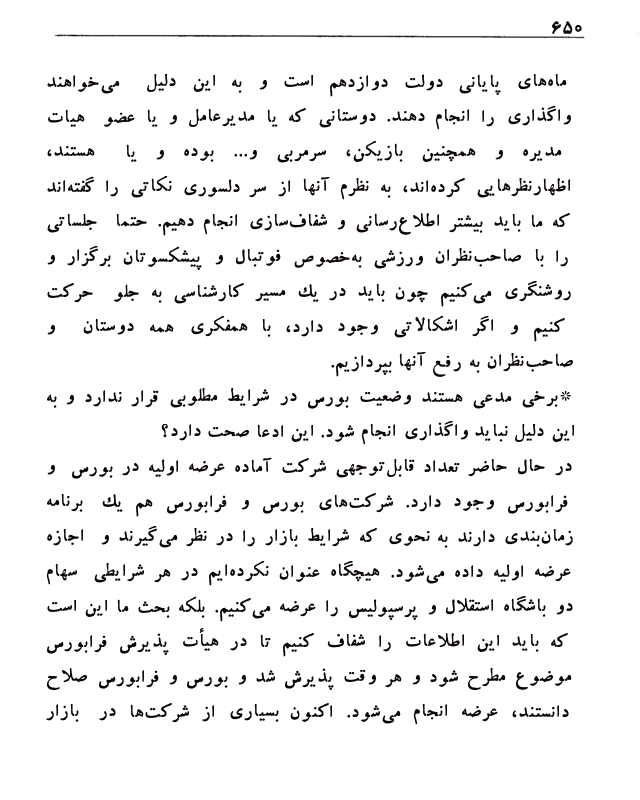 ۶۵۰
ماه‌های پایانی دولت دوازدهم است و به این دلیل می‌خواهند
واگذاری را انجام دهند. دوستانی که یا مدیرعامل و یا عضو هیات
مدیره و همچنین بازیکن، سرمربی و... بوده و یا هستند،
اظهارنظرهایی کرده‌اند، به نظرم آنها از سر دلسوری نکاتی را گفته‌اند
که ما باید بیشتر اطلاع‌رسانی و شفاف‌سازی انجام دهیم. حتما جلساتی
را با صاحب‌نظران ورزشی به‌خصوص فوتبال و پیشکسوتان برگزار و
روشنگری می‌کنیم چون باید در یك مسیر کارشناسی به جلو حرکت
کنیم و اگر اشکالاتی وجود دارد، با همفکری همه دوستان و
صاحب‌نظران به رفع آنها بپردازیم.
*برخی مدعی هستند وضعیت بورس در شرایط مطلوبی قرار ندارد و به
این دلیل نباید واگذاری انجام شود. این ادعا صحت دارد؟
در حال حاضر تعداد قابل‌توجهی شرکت آماده عرضه اولیه در بورس و
فرابورس وجود دارد. شرکت‌های بورس و فرابورس هم یك برنامه
زمان‌بندی دارند به نحوی که شرایط بازار را در نظر می‌گیرند و اجازه
عرضه اولیه داده می‌شود. هیچگاه عنوان نکرده‌ایم در هر شرایطی سهام
دو باشگاه استقلال و پرسپولیس را عرضه می‌کنیم. بلکه بحث ما این است
که باید این اطلاعات را شفاف کنیم تا در هیأت پذیرش فرابورس
موضوع مطرح شود و هر وقت پذیرش شد و بورس و فرابورس صلاح
دانستند، عرضه انجام می‌شود. اکنون بسیاری از شرکت‌ها در بازار